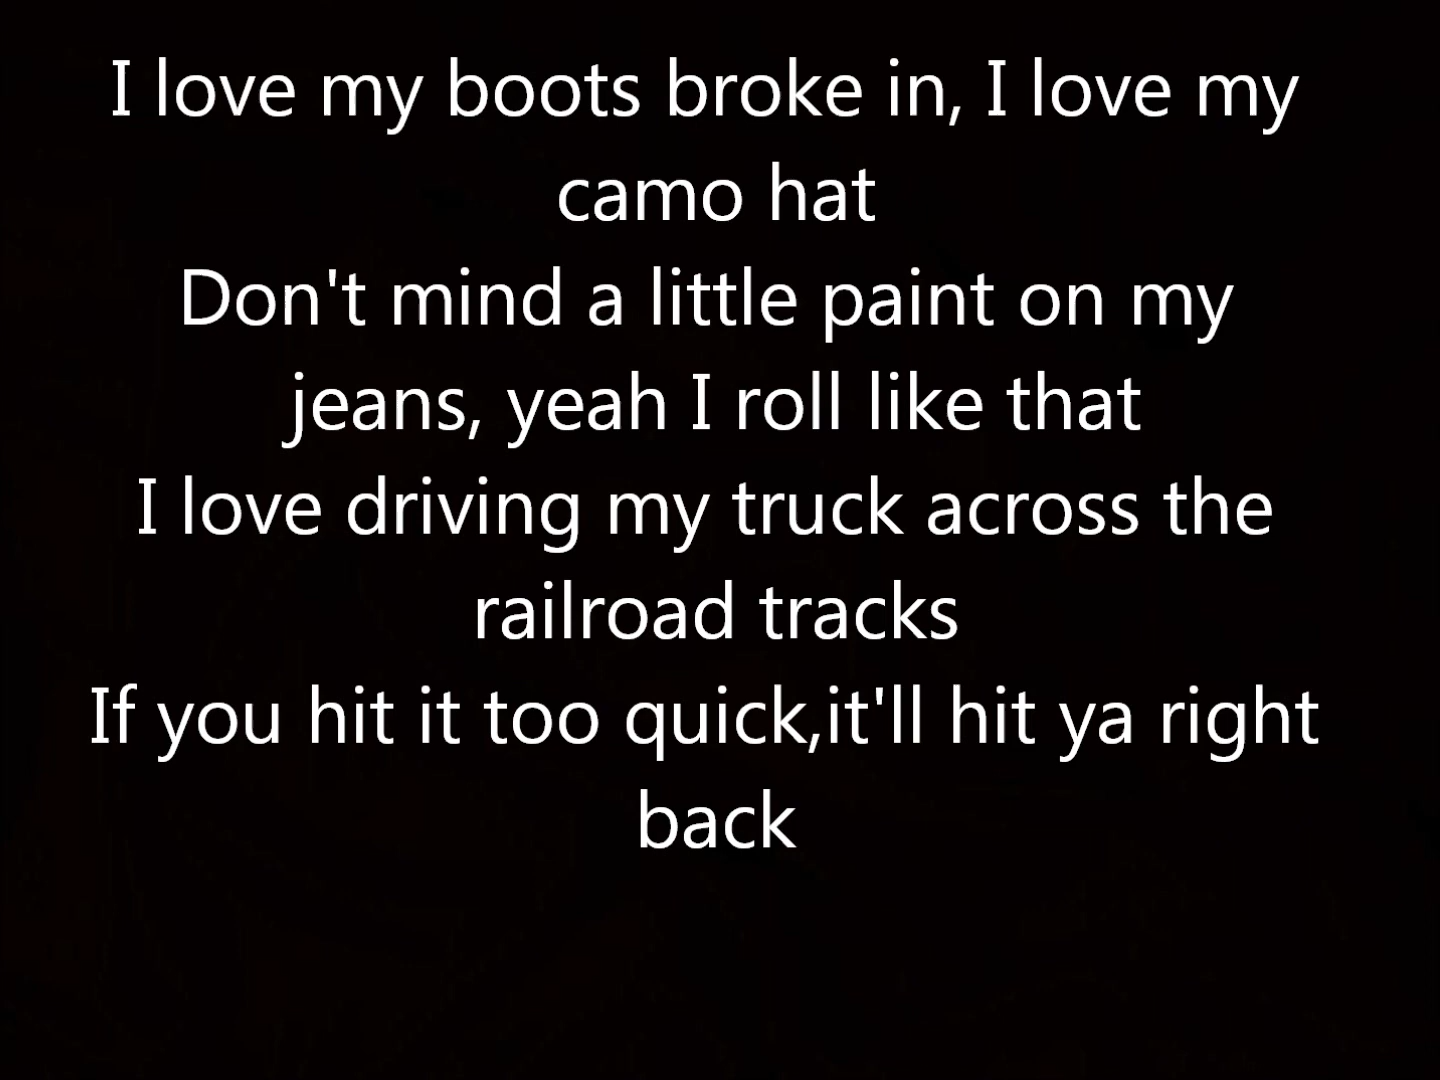 I love my boots broke in, I love my
camo hat
Don't mind a little paint on my
jeans, yeah I roll like that
I love driving my truck across the
railroad tracks
If you hit it too quick,it'll hit ya right
back